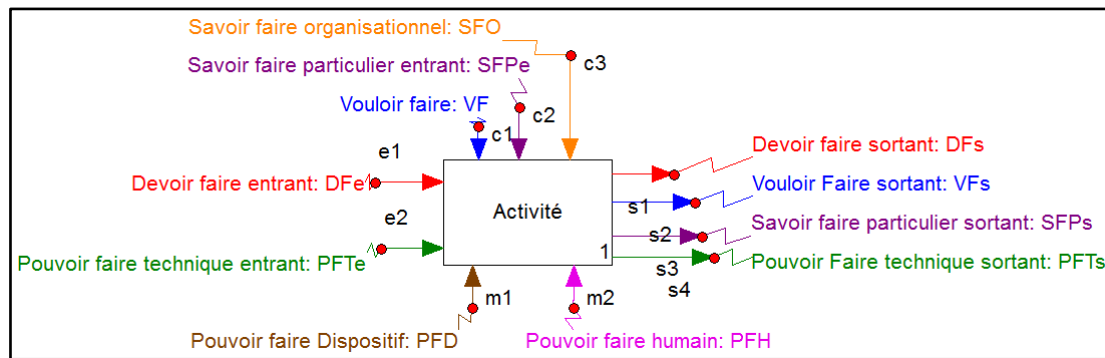 Savoir faire organisationnel: SFO
c3
Savoir faire particulier entrant: SFPe
Vouloir faire: VF
c1
c2
e1
Devoir faire entrant: DFe
e2
Pouvoir faire technique entrant: PFTe
Activité
1
Devoir faire sortant: DFs
s1
Vouloir Faire sortant: VFs
s2
Savoir faire particulier sortant: SFPs
s3
Pouvoir Faire technique sortant: PFTs
s4
m1
m2
Pouvoir faire Dispositif: PFD
Pouvoir faire humain: PFH